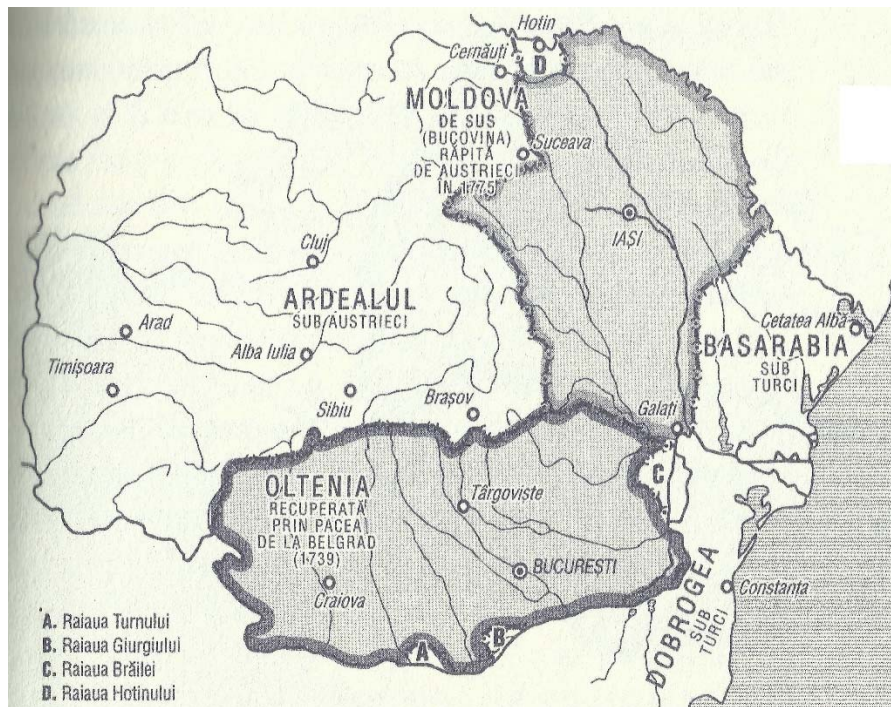 Hotin
Cernăuți
D
MOLDOVA
DE SUS
(BUCOVINA)
RĂPITĂ
DE AUSTRIECI
ÎN 1775
Suceava
IAȘI
Cluj
ARDEALUL
SUB AUSTRIECI
Arad
Alba Iulia
Timișoara
Sibiu
Brașov
Cetatea Albă
BASARABIA
SUB
TURCI
Galați
C
OLTENIA
RECUPERATĂ
PRIN PACEA
DE LA BELGRAD
(1739)
Târgoviste
BUCUREȘTI
Craiova
Constanța
DOBROGEA
SUB
TURCI
A
B
A. Raiaua Turnului
B. Raiaua Giurgiului
C. Raiaua Brăilei
D. Raiaua Hotinului